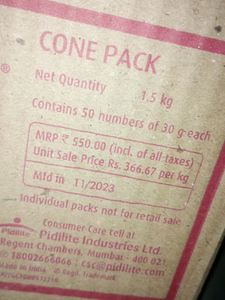 CONE PACK
®
Net Quantity 1.5 kg
Contains 50 numbers of 30 g each
MRP ₹ 550.00 (incl. of all taxes)
Unit Sale Price Rs. 366.67 per kg
Mfd in 11/2023
Individual packs not for retail sale
Consumer Care Cell at
Pidilite Industries Ltd.
Regent Chambers, Mumbai - 400 021
18002666066 : csc@pidilite.com
Made in India ® Regd. Trademark